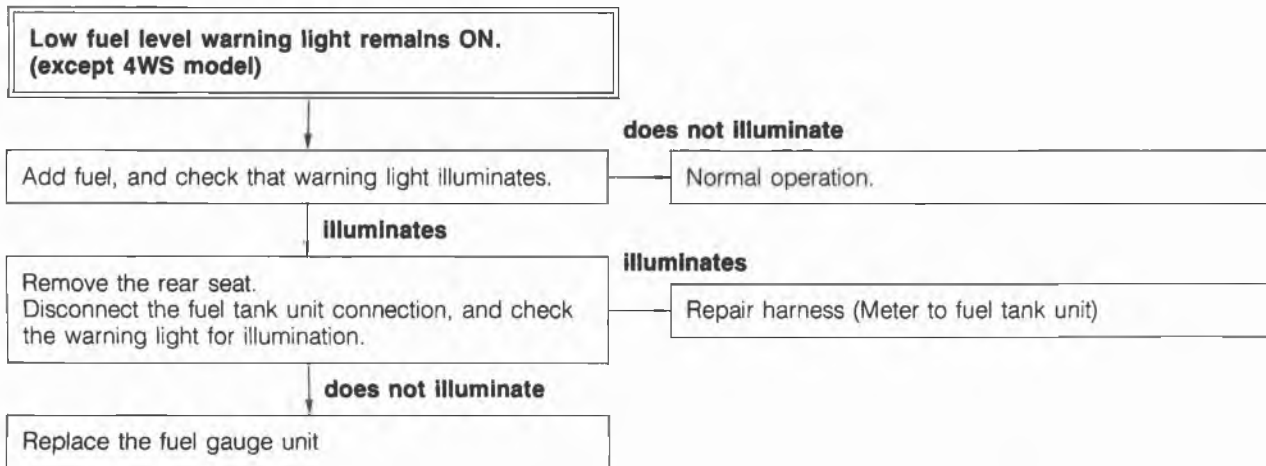 Low fuel level warning light remains ON.
(except 4WS model)
does not illuminate
Add fuel, and check that warning light illuminates.
Normal operation.
illuminates
illuminates
Remove the rear seat.
Disconnect the fuel tank unit connection, and check
the warning light for illumination.
Repair harness (Meter to fuel tank unit)
does not illuminate
Replace the fuel gauge unit